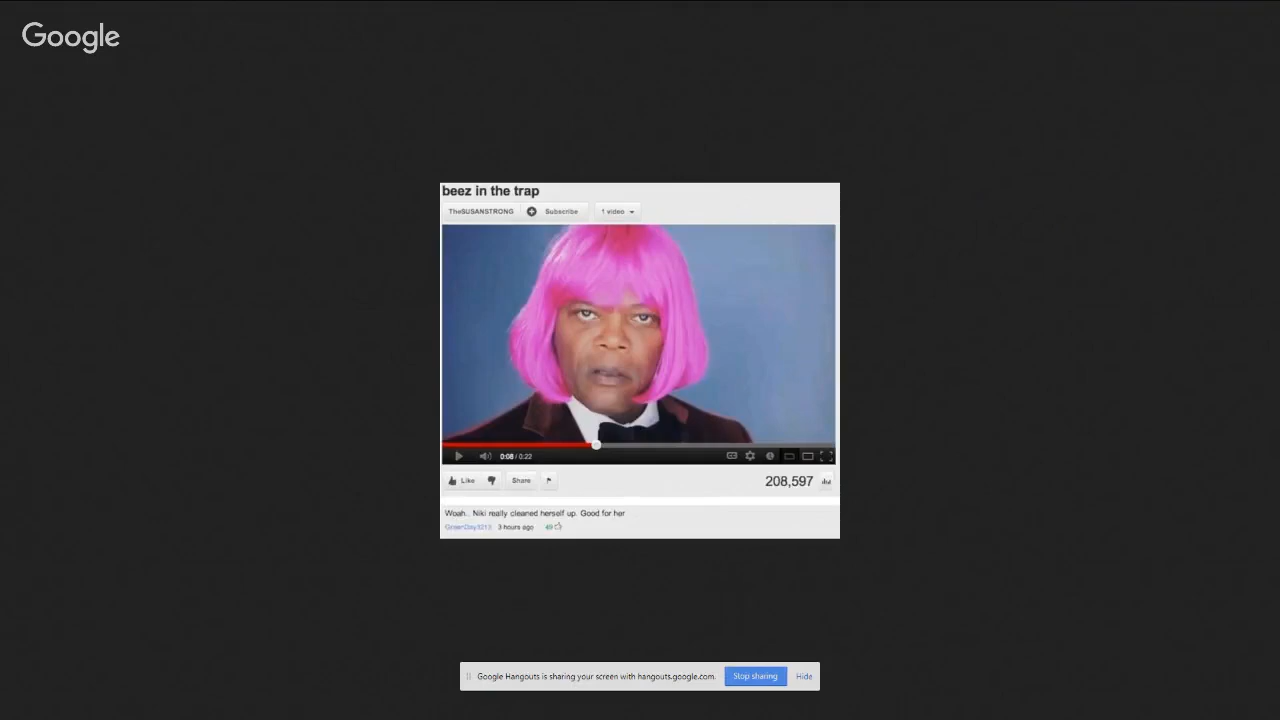 Google
beez in the trap
TheSUSANSTRONG Subscribe 1 video
0:08 / 0:22
Like Share 208,597
Woah.. Niki really cleaned herself up. Good for her
GreenDay3213 3 hours ago 49
Google Hangouts is sharing your screen with hangouts.google.com. Stop sharing Hide